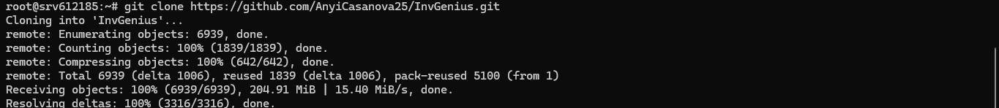 root@srv612185:~# git clone https://github.com/AnyiCasanova25/InvGenius.git
Cloning into 'InvGenius'...
remote: Enumerating objects: 6939, done.
remote: Counting objects: 100% (1839/1839), done.
remote: Compressing objects: 100% (642/642), done.
remote: Total 6939 (delta 1006), reused 1839 (delta 1006), pack-reused 5100 (from 1)
Receiving objects: 100% (6939/6939), 204.91 MiB | 15.40 MiB/s, done.
Resolving deltas: 100% (3316/3316), done.